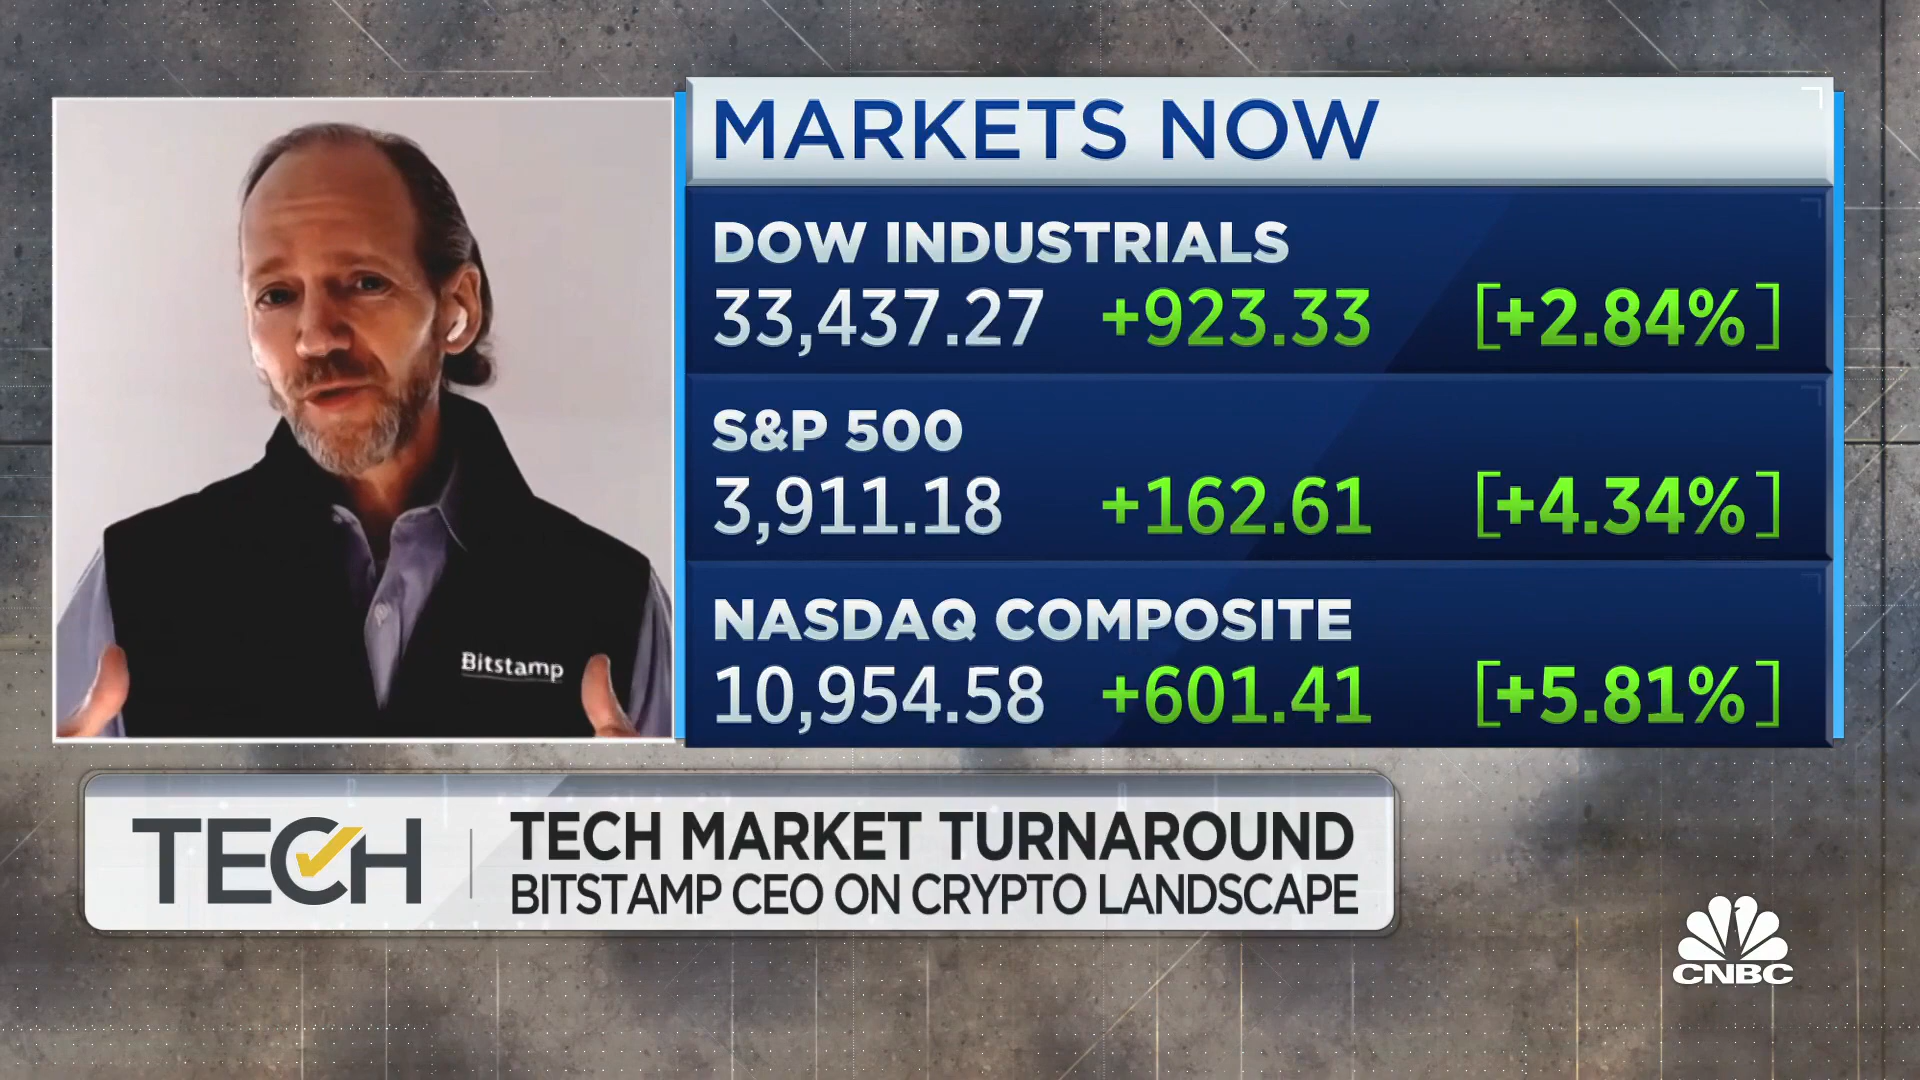 MARKETS NOW
DOW INDUSTRIALS
33,437.27 +923.33 [+2.84%]
S&P 500
3,911.18 +162.61 [+4.34%]
NASDAQ COMPOSITE
10,954.58 +601.41 [+5.81%]
Bitstamp
TECH
TECH MARKET TURNAROUND
BITSTAMP CEO ON CRYPTO LANDSCAPE
CNBC